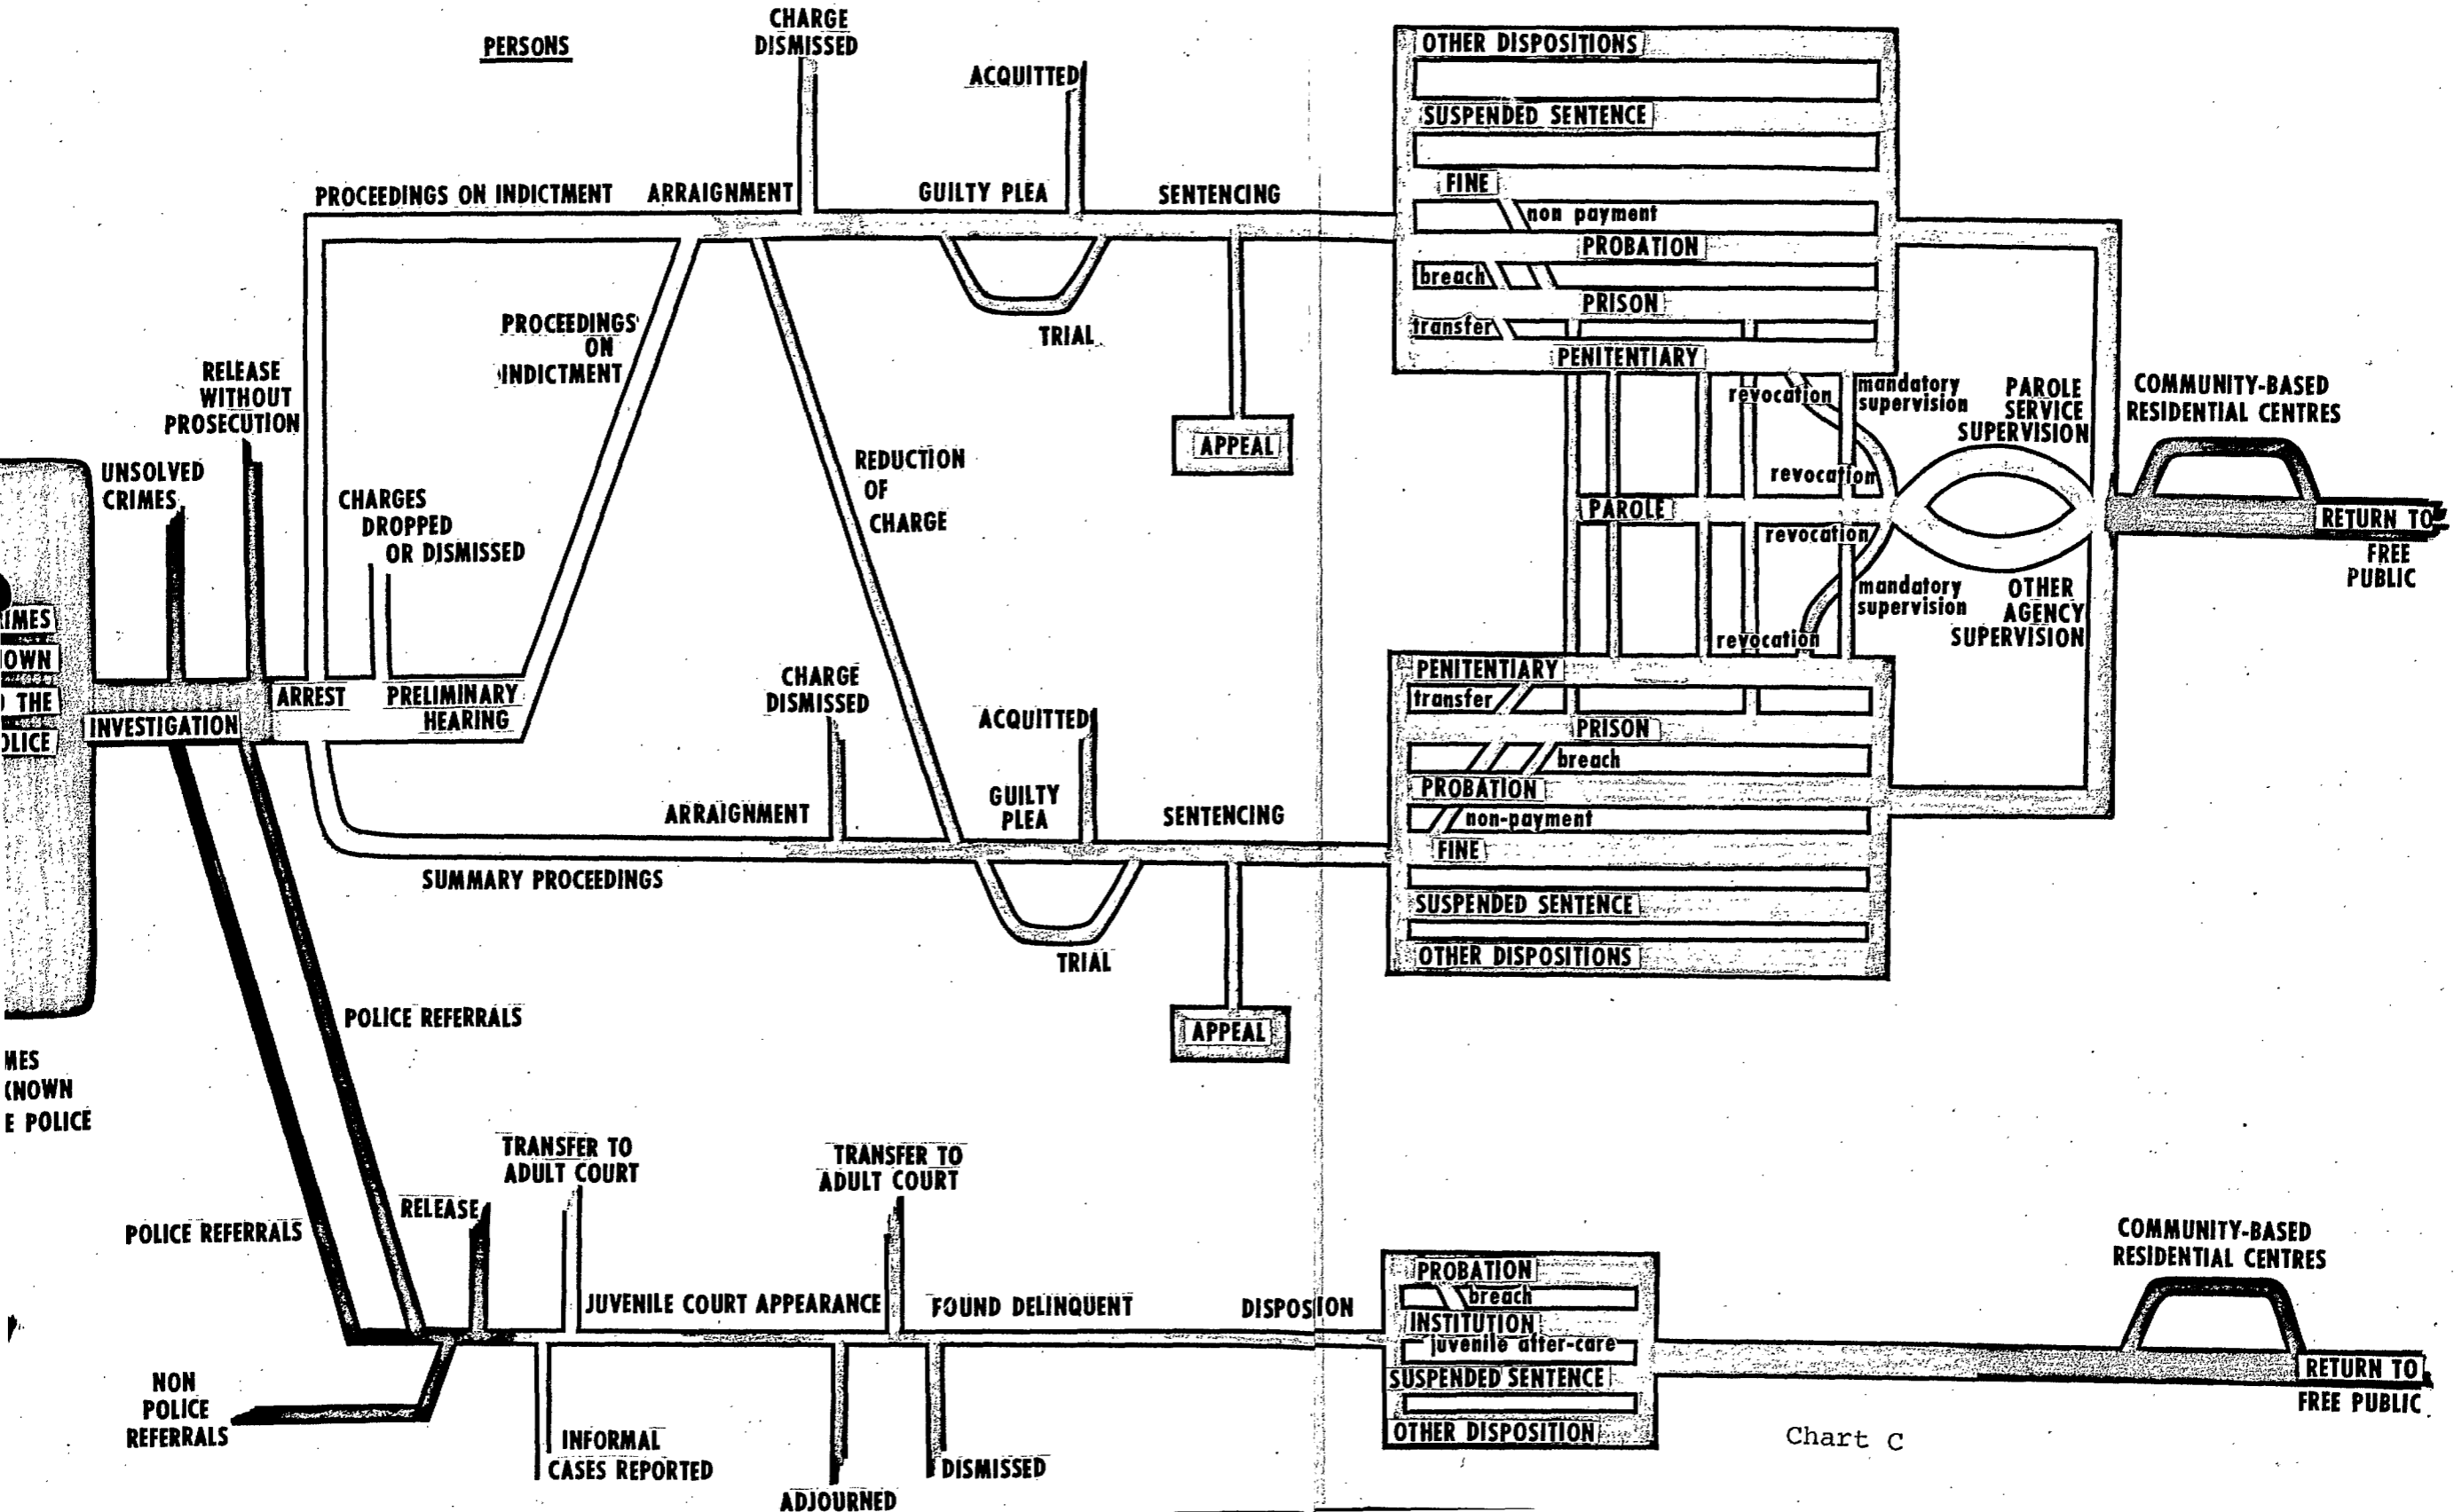 PERSONS
CHARGE
DISMISSED
ACQUITTED
PROCEEDINGS ON INDICTMENT
ARRAIGNMENT
GUILTY PLEA
SENTENCING
TRIAL
APPEAL
PROCEEDINGS
ON
INDICTMENT
REDUCTION
OF
CHARGE
RELEASE
WITHOUT
PROSECUTION
UNSOLVED
CRIMES
CHARGES
DROPPED
OR DISMISSED
IMES
OWN
THE
OLICE
INVESTIGATION
ARREST
PRELIMINARY
HEARING
MES
KNOWN
E POLICE
OTHER DISPOSITIONS
SUSPENDED SENTENCE
FINE
non payment
PROBATION
breach
PRISON
transfer
PENITENTIARY
revocation
mandatory
supervision
revocation
PAROLE
SERVICE
SUPERVISION
PAROLE
revocation
mandatory
supervision
revocation
OTHER
AGENCY
SUPERVISION
COMMUNITY-BASED
RESIDENTIAL CENTRES
RETURN TO
FREE
PUBLIC
CHARGE
DISMISSED
ACQUITTED
ARRAIGNMENT
GUILTY
PLEA
SENTENCING
SUMMARY PROCEEDINGS
TRIAL
APPEAL
PENITENTIARY
transfer
PRISON
breach
PROBATION
non-payment
FINE
SUSPENDED SENTENCE
OTHER DISPOSITIONS
POLICE REFERRALS
POLICE REFERRALS
NON
POLICE
REFERRALS
RELEASE
TRANSFER TO
ADULT COURT
TRANSFER TO
ADULT COURT
JUVENILE COURT APPEARANCE
FOUND DELINQUENT
DISPOSION
INFORMAL
CASES REPORTED
ADJOURNED
DISMISSED
PROBATION
breach
INSTITUTION
juvenile after-care
SUSPENDED SENTENCE
OTHER DISPOSITION
COMMUNITY-BASED
RESIDENTIAL CENTRES
RETURN TO
FREE PUBLIC
Chart C